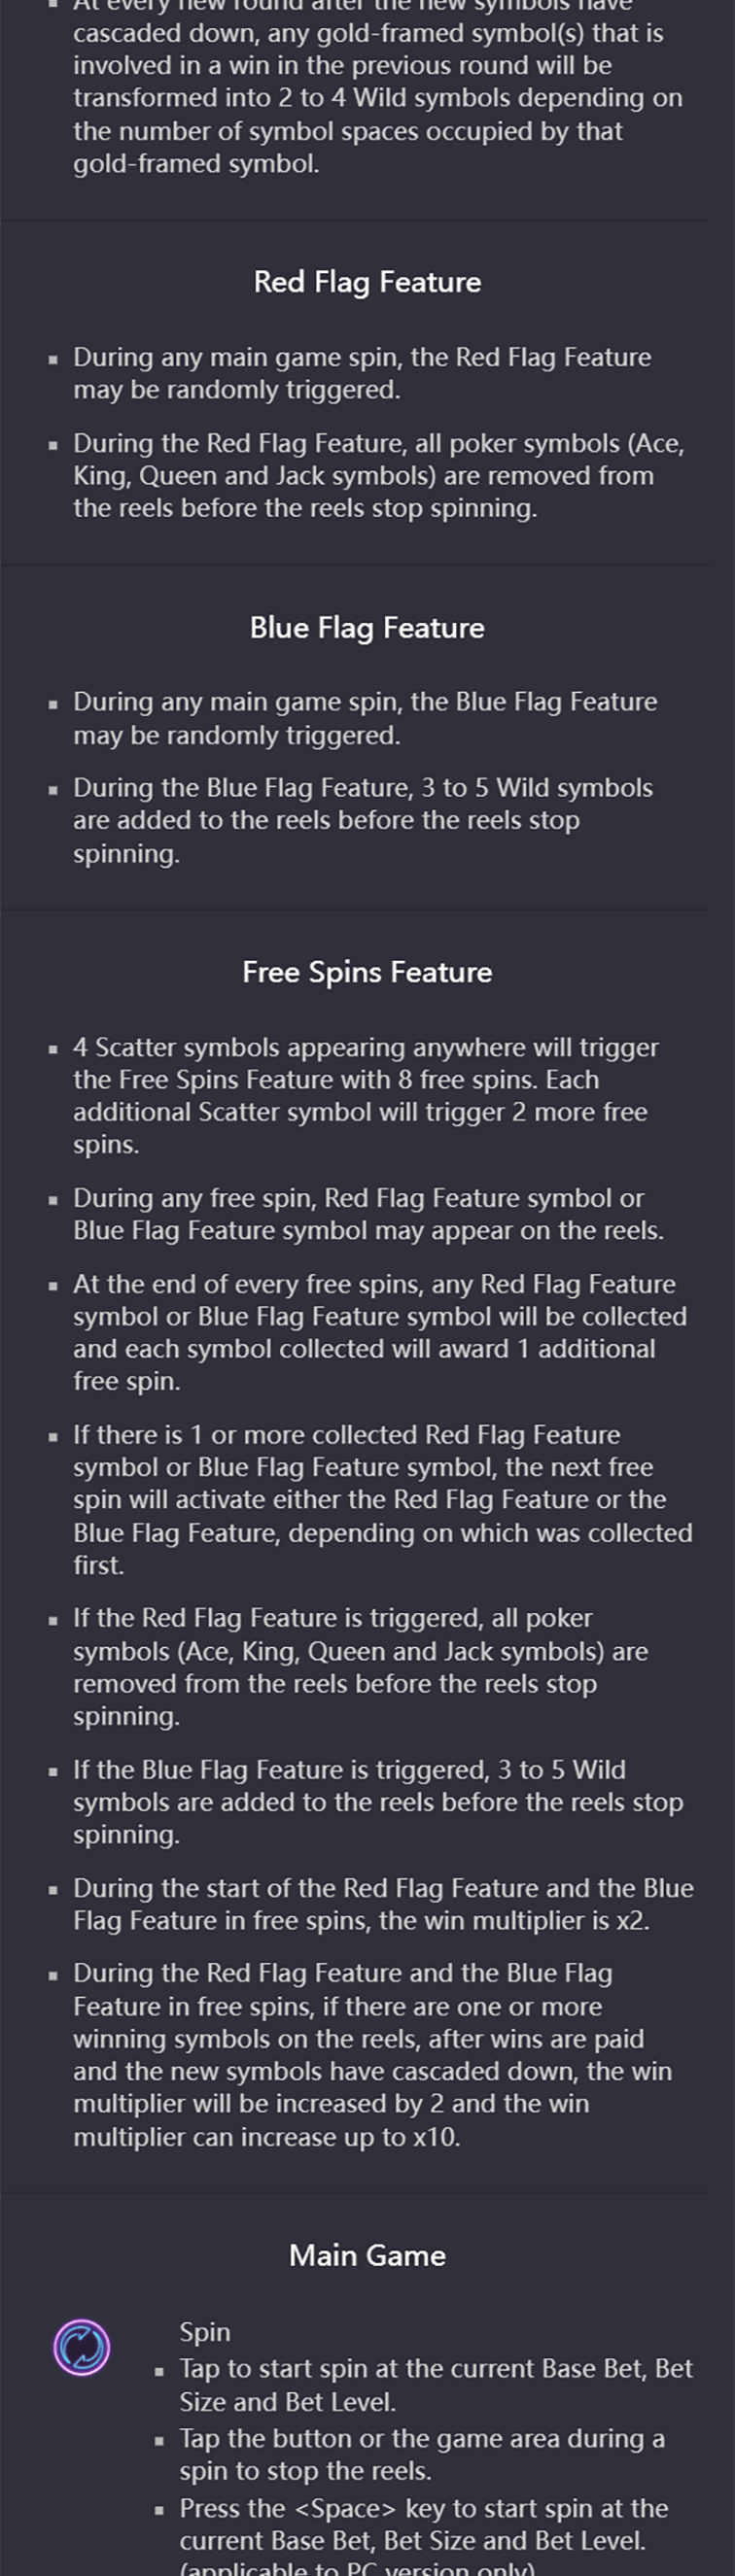 At every new round after the new symbols have
cascaded down, any gold-framed symbol(s) that is
involved in a win in the previous round will be
transformed into 2 to 4 Wild symbols depending on
the number of symbol spaces occupied by that
gold-framed symbol.
Red Flag Feature
During any main game spin, the Red Flag Feature
may be randomly triggered.
During the Red Flag Feature, all poker symbols (Ace,
King, Queen and Jack symbols) are removed from
the reels before the reels stop spinning.
Blue Flag Feature
During any main game spin, the Blue Flag Feature
may be randomly triggered.
During the Blue Flag Feature, 3 to 5 Wild symbols
are added to the reels before the reels stop
spinning.
Free Spins Feature
4 Scatter symbols appearing anywhere will trigger
the Free Spins Feature with 8 free spins. Each
additional Scatter symbol will trigger 2 more free
spins.
During any free spin, Red Flag Feature symbol or
Blue Flag Feature symbol may appear on the reels.
At the end of every free spins, any Red Flag Feature
symbol or Blue Flag Feature symbol will be collected
and each symbol collected will award 1 additional
free spin.
If there is 1 or more collected Red Flag Feature
symbol or Blue Flag Feature symbol, the next free
spin will activate either the Red Flag Feature or the
Blue Flag Feature, depending on which was collected
first.
If the Red Flag Feature is triggered, all poker
symbols (Ace, King, Queen and Jack symbols) are
removed from the reels before the reels stop
spinning.
If the Blue Flag Feature is triggered, 3 to 5 Wild
symbols are added to the reels before the reels stop
spinning.
During the start of the Red Flag Feature and the Blue
Flag Feature in free spins, the win multiplier is x2.
During the Red Flag Feature and the Blue Flag
Feature in free spins, if there are one or more
winning symbols on the reels, after wins are paid
and the new symbols have cascaded down, the win
multiplier will be increased by 2 and the win
multiplier can increase up to x10.
Main Game
Spin
Tap to start spin at the current Base Bet, Bet
Size and Bet Level.
Tap the button or the game area during a
spin to stop the reels.
Press the <Space> key to start spin at the
current Base Bet, Bet Size and Bet Level.
(applicable to PC version only)